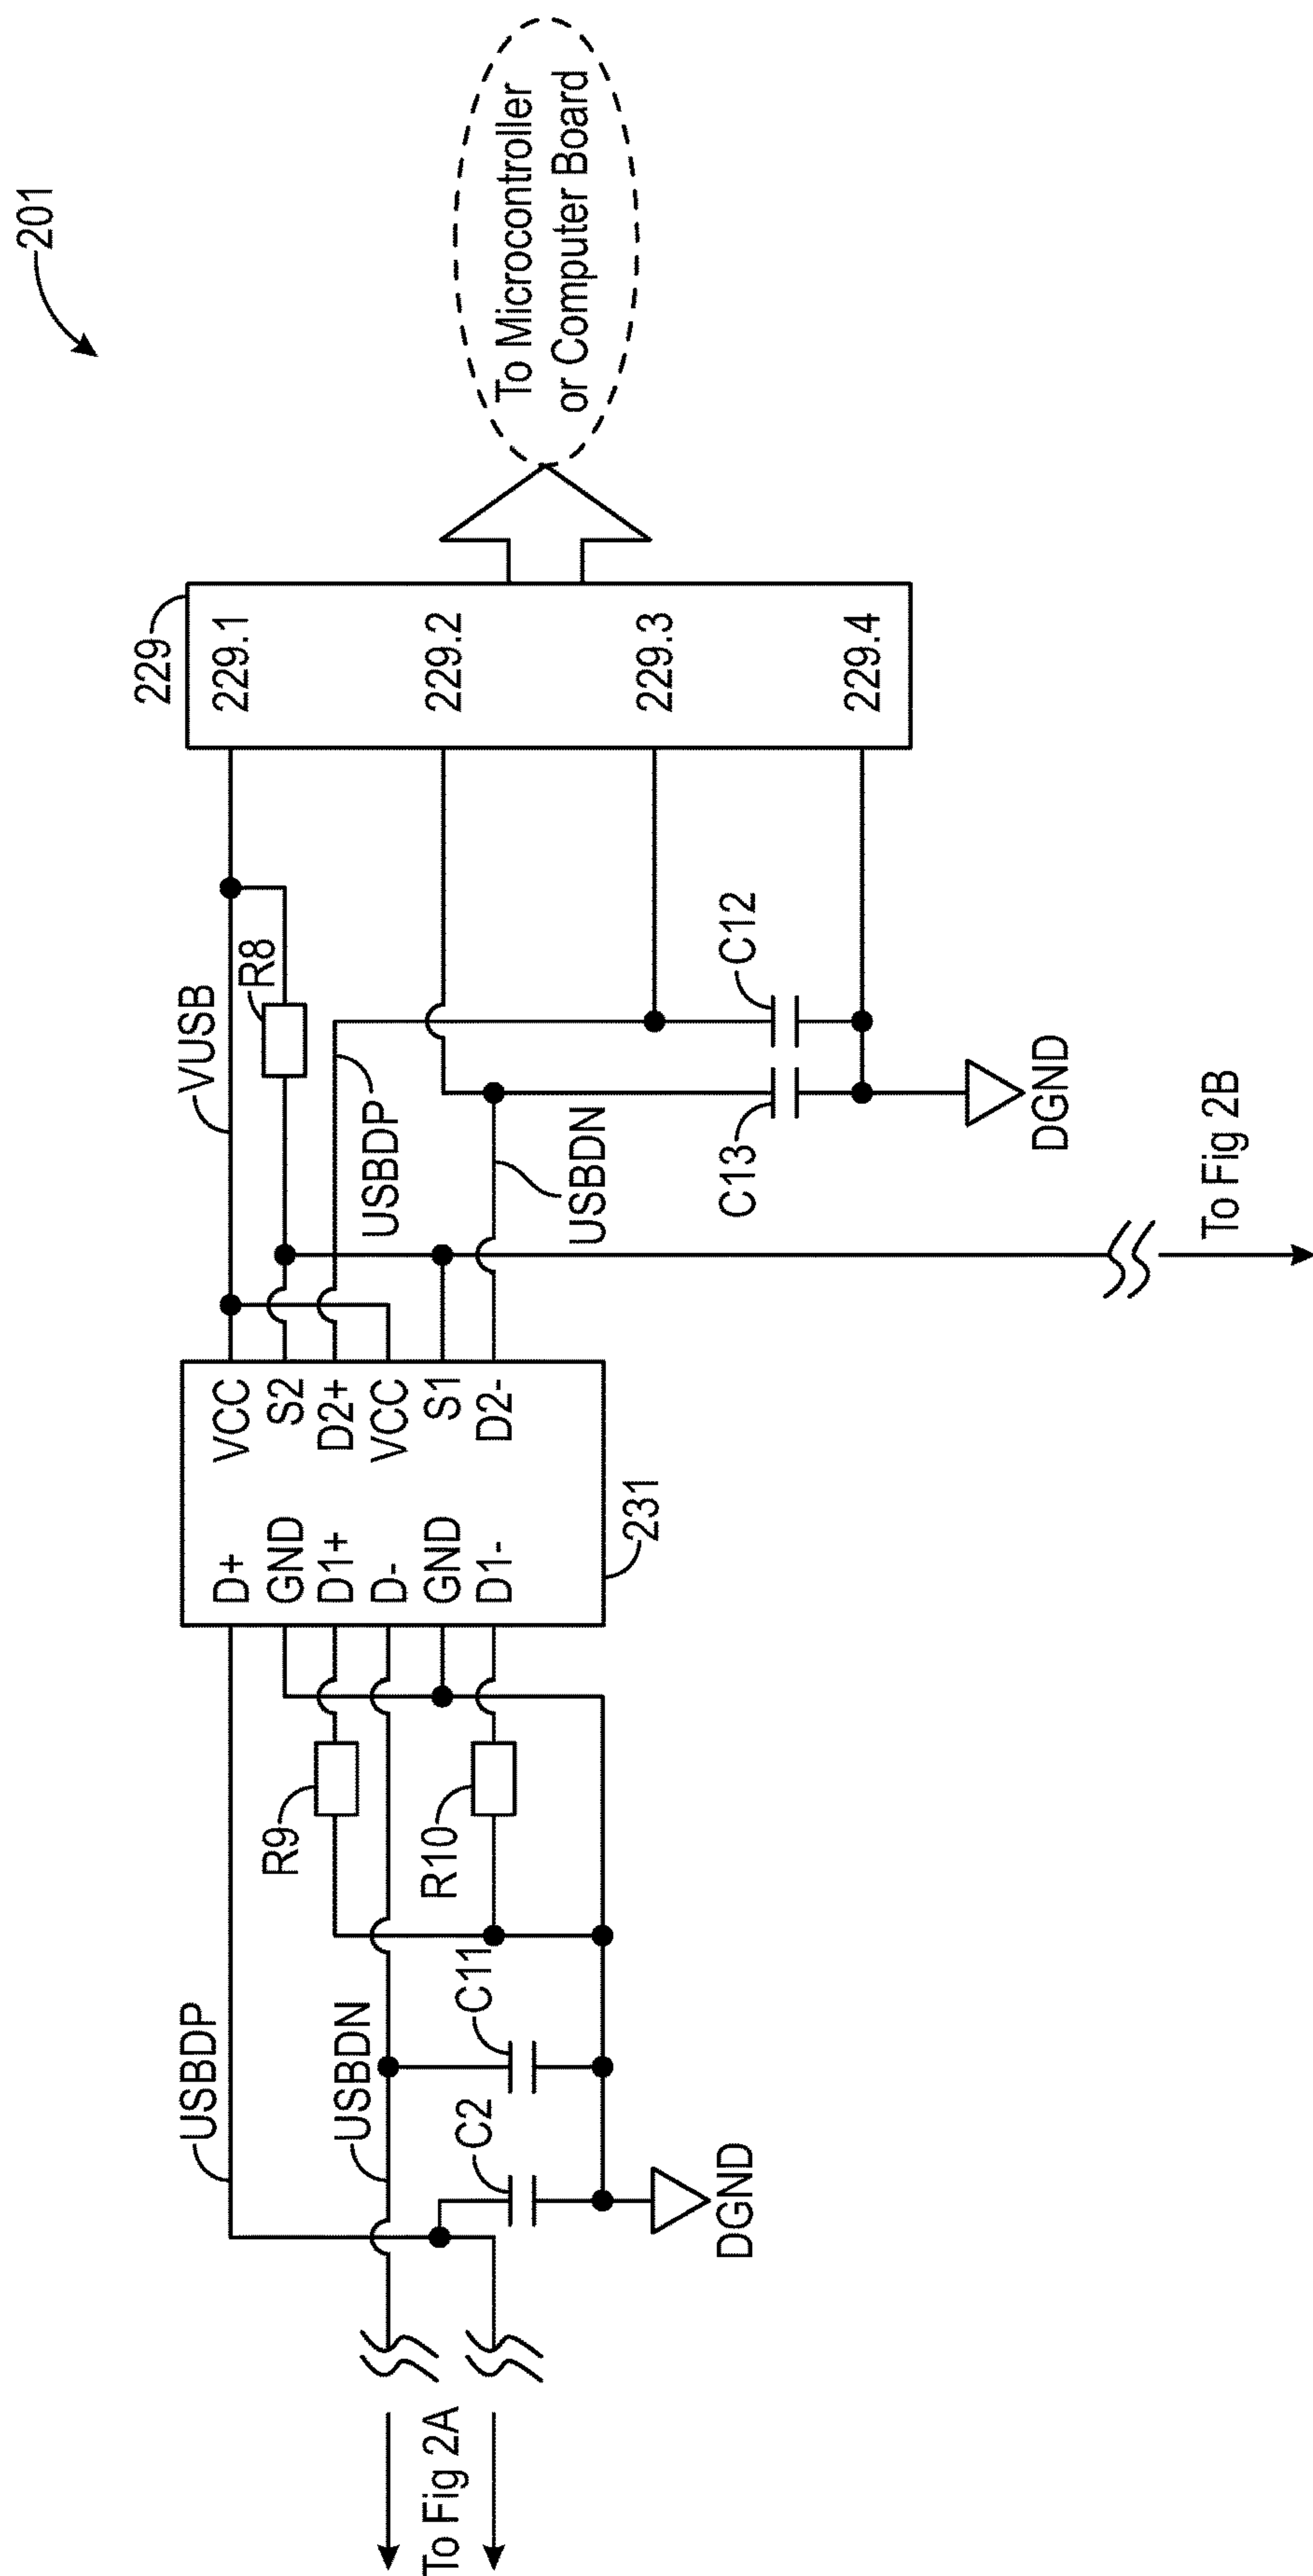 201
To Microcontroller
or Computer Board
229
229.1
229.2
229.3
229.4
VUSB
R8
USBDP
USBDN
C12
C13
DGND
To Fig 2B
VCC
S2
D2+
VCC
S1
D2-
D+
GND
D1+
D-
GND
D1-
231
R9
R10
USBDP
USBDN
C11
C2
DGND
To Fig 2A